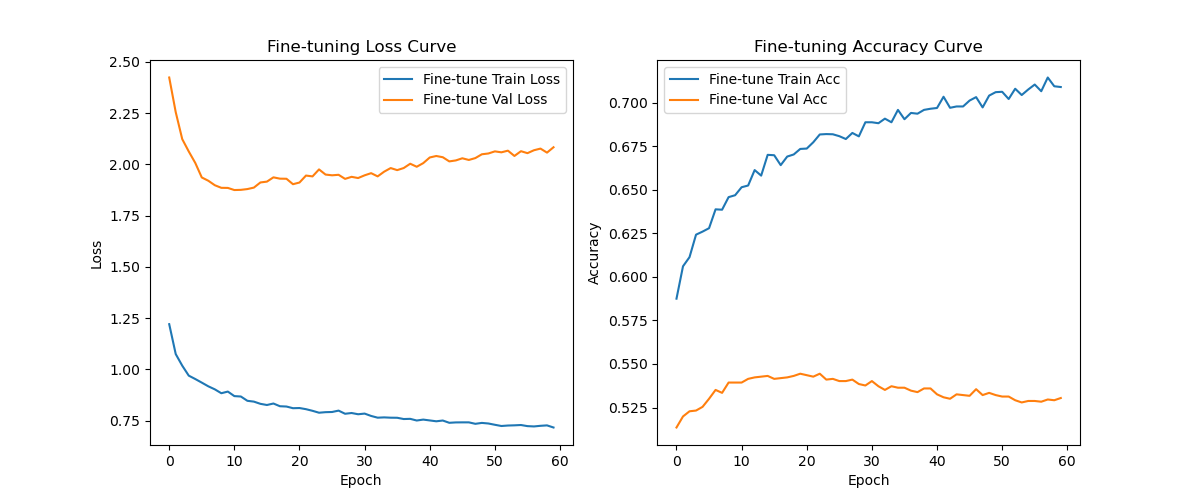 Fine-tuning Loss Curve
Fine-tune Train Loss
Fine-tune Val Loss
2.50
2.25
2.00
1.75
1.50
1.25
1.00
0.75
Loss
0 10 20 30 40 50 60
Epoch
Fine-tuning Accuracy Curve
Fine-tune Train Acc
Fine-tune Val Acc
0.700
0.675
0.650
0.625
0.600
0.575
0.550
0.525
Accuracy
0 10 20 30 40 50 60
Epoch